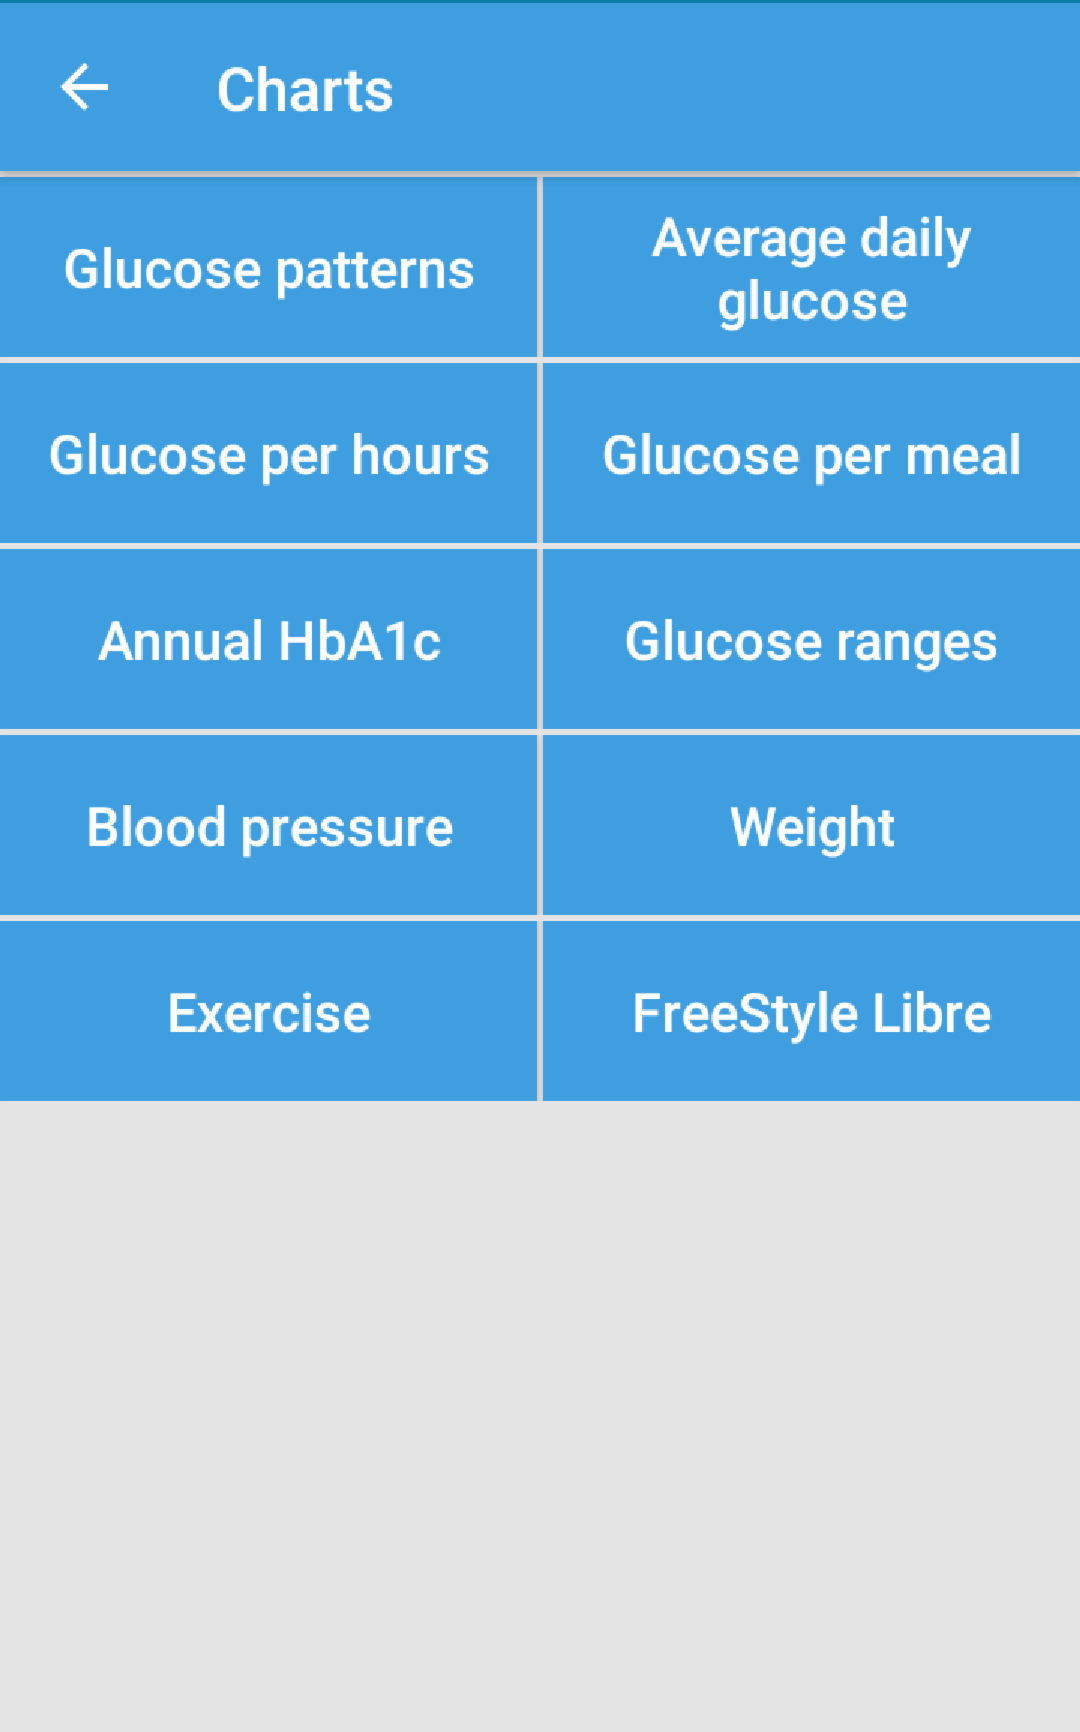 Charts
Glucose patterns
Average daily
glucose
Glucose per hours
Glucose per meal
Annual HbA1c
Glucose ranges
Blood pressure
Weight
Exercise
FreeStyle Libre